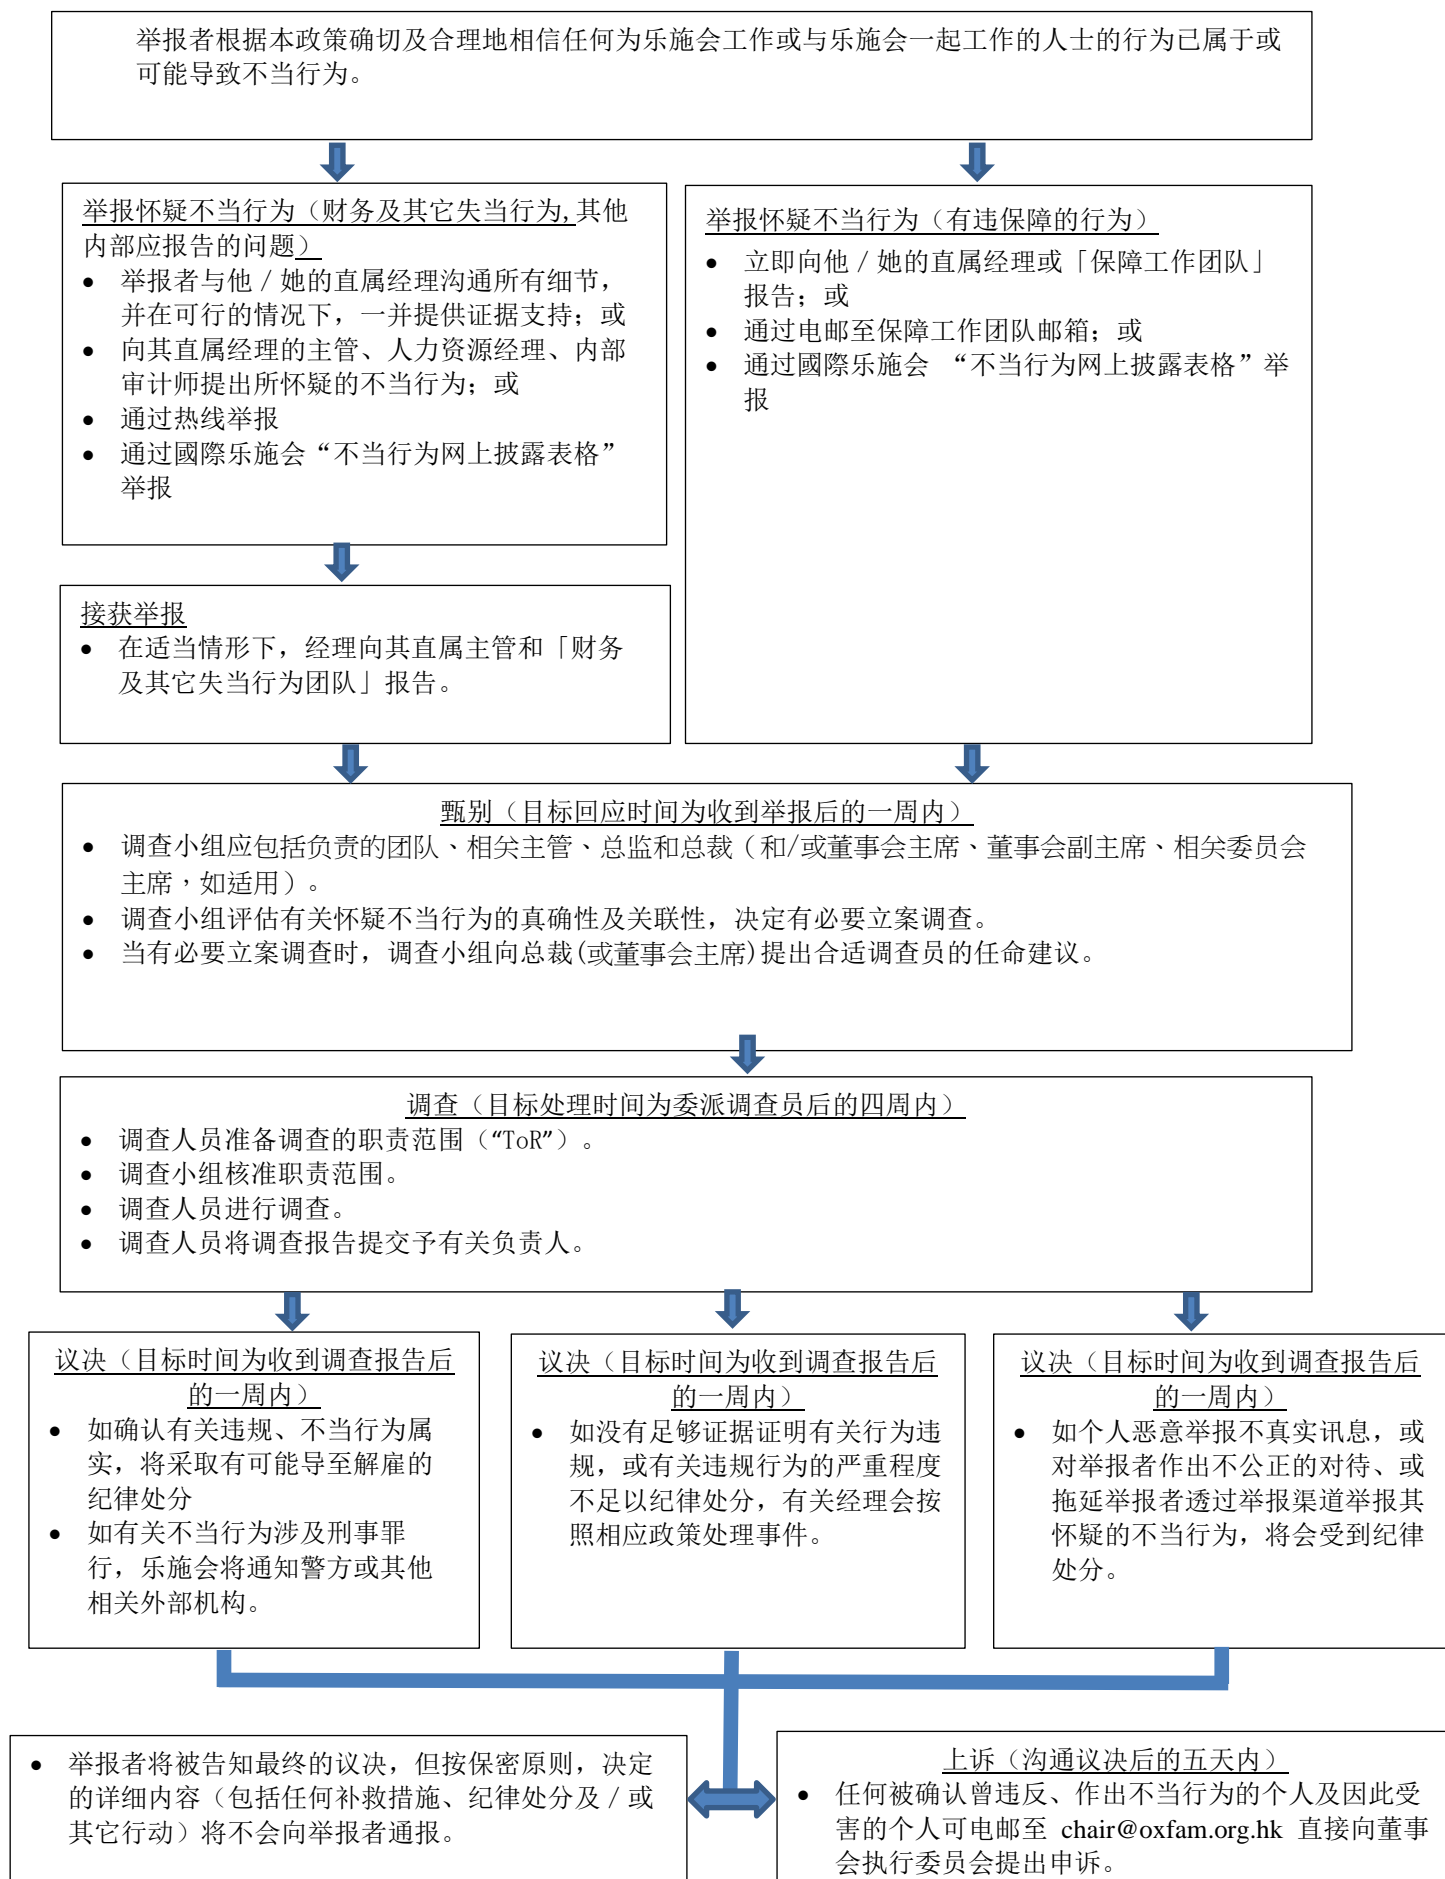 举报者根据本政策确切及合理地相信任何为乐施会工作或与乐施会一起工作的人士的行为已属于或
可能导致不当行为。
举报怀疑不当行为（财务及其它失当行为,其他
内部应报告的问题）
● 举报者与他／她的直属经理沟通所有细节，
并在可行的情况下，一并提供证据支持；或
● 向其直属经理的主管、人力资源经理、内部
审计师提出所怀疑的不当行为；或
● 通过热线举报
● 通过國際乐施会“不当行为网上披露表格”
举报
举报怀疑不当行为（有违保障的行为）
● 立即向他／她的直属经理或「保障工作团队」
报告；或
● 通过电邮至保障工作团队邮箱；或
● 通过國際乐施会 “不当行为网上披露表格”举
报
接获举报
● 在适当情形下，经理向其直属主管和「财务
及其它失当行为团队」报告。
甄别（目标回应时间为收到举报后的一周内）
● 调查小组应包括负责的团队、相关主管、总监和总裁（和/或董事会主席、董事会副主席、相关委员会
主席，如适用）。
● 调查小组评估有关怀疑不当行为的真确性及关联性，决定有必要立案调查。
● 当有必要立案调查时，调查小组向总裁(或董事会主席)提出合适调查员的任命建议。
调查（目标处理时间为委派调查员后的四周内）
● 调查人员准备调查的职责范围（“ToR”）。
● 调查小组核准职责范围。
● 调查人员进行调查。
● 调查人员将调查报告提交予有关负责人。
议决（目标时间为收到调查报告后
的一周内）
● 如确认有关违规、不当行为属
实，将采取有可能导至解雇的
纪律处分
● 如有关不当行为涉及刑事罪
行，乐施会将通知警方或其他
相关外部机构。
议决（目标时间为收到调查报告后
的一周内）
● 如没有足够证据证明有关行为违
规，或有关违规行为的严重程度
不足以纪律处分，有关经理会按
照相应政策处理事件。
议决（目标时间为收到调查报告后
的一周内）
● 如个人恶意举报不真实讯息，或
对举报者作出不公正的对待、或
拖延举报者透过举报渠道举报其
怀疑的不当行为，将会受到纪律
处分。
● 举报者将被告知最终的议决，但按保密原则，决定
的详细内容（包括任何补救措施、纪律处分及／或
其它行动）将不会向举报者通报。
上诉（沟通议决后的五天内）
● 任何被确认曾违反、作出不当行为的个人及因此受
害的个人可电邮至 chair@oxfam.org.hk 直接向董事
会执行委员会提出申诉。